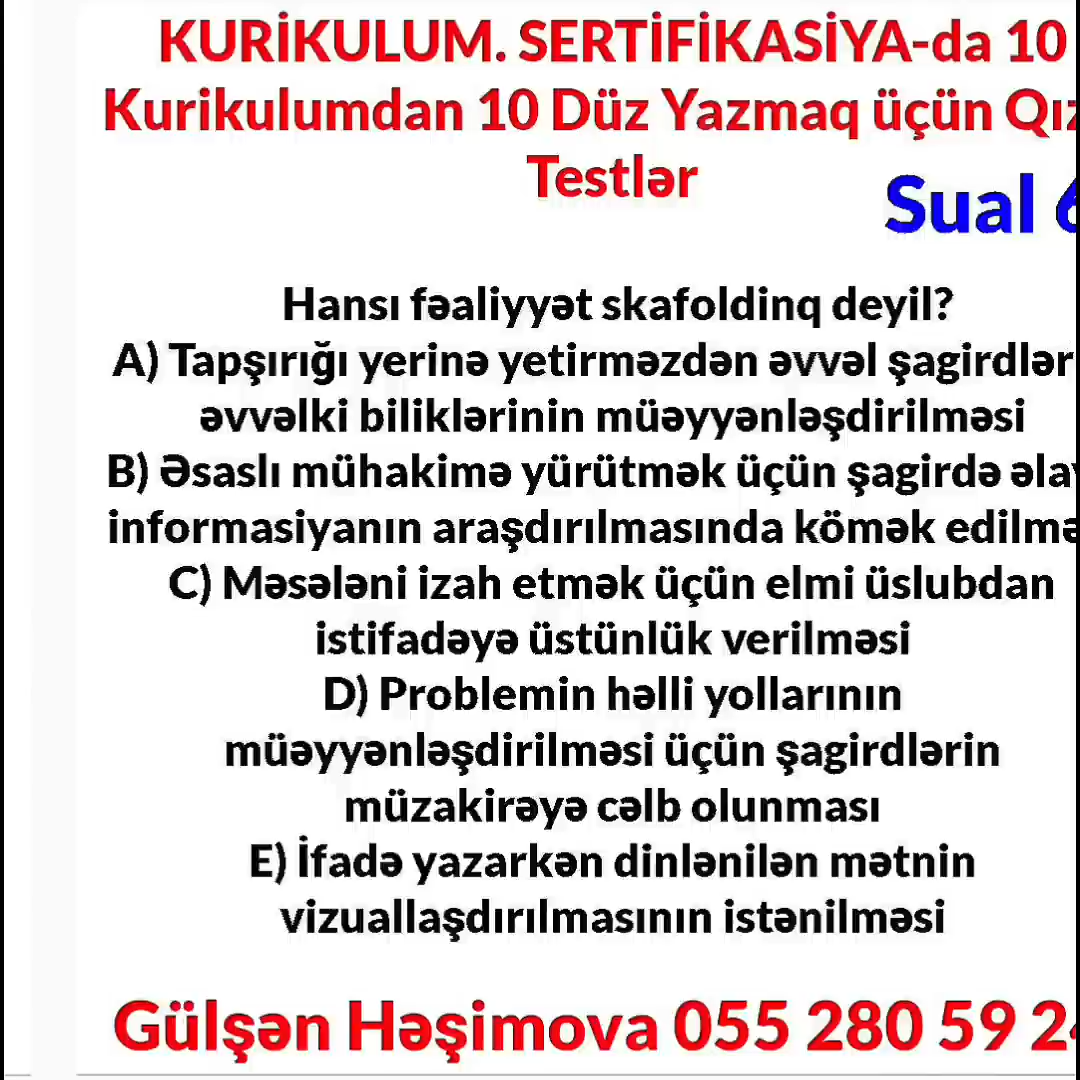 KURİKULUM. SERTİFİKASİYA-da 10
Kurikulumdan 10 Düz Yazmaq üçün
Testlər
Sual
Hansı fəaliyyət skafoldinq deyil?
A) Tapşırığı yerinə yetirməzdən əvvəl şagirdlər
əvvəlki biliklərinin müəyyənləşdirilməsi
B) Əsaslı mühakimə yürütmək üçün şagirdə
informasiyanın araşdırılmasında kömək
C) Məsələni izah etmək üçün elmi üslubdan
istifadəyə üstünlük verilməsi
D) Problemin həlli yollarının
müəyyənləşdirilməsi üçün şagirdlərin
müzakirəyə cəlb olunması
E) İfadə yazarkən dinlənilən mətnin
vizuallaşdırılmasının istənilməsi
Gülşən Həşimova 055 280 59